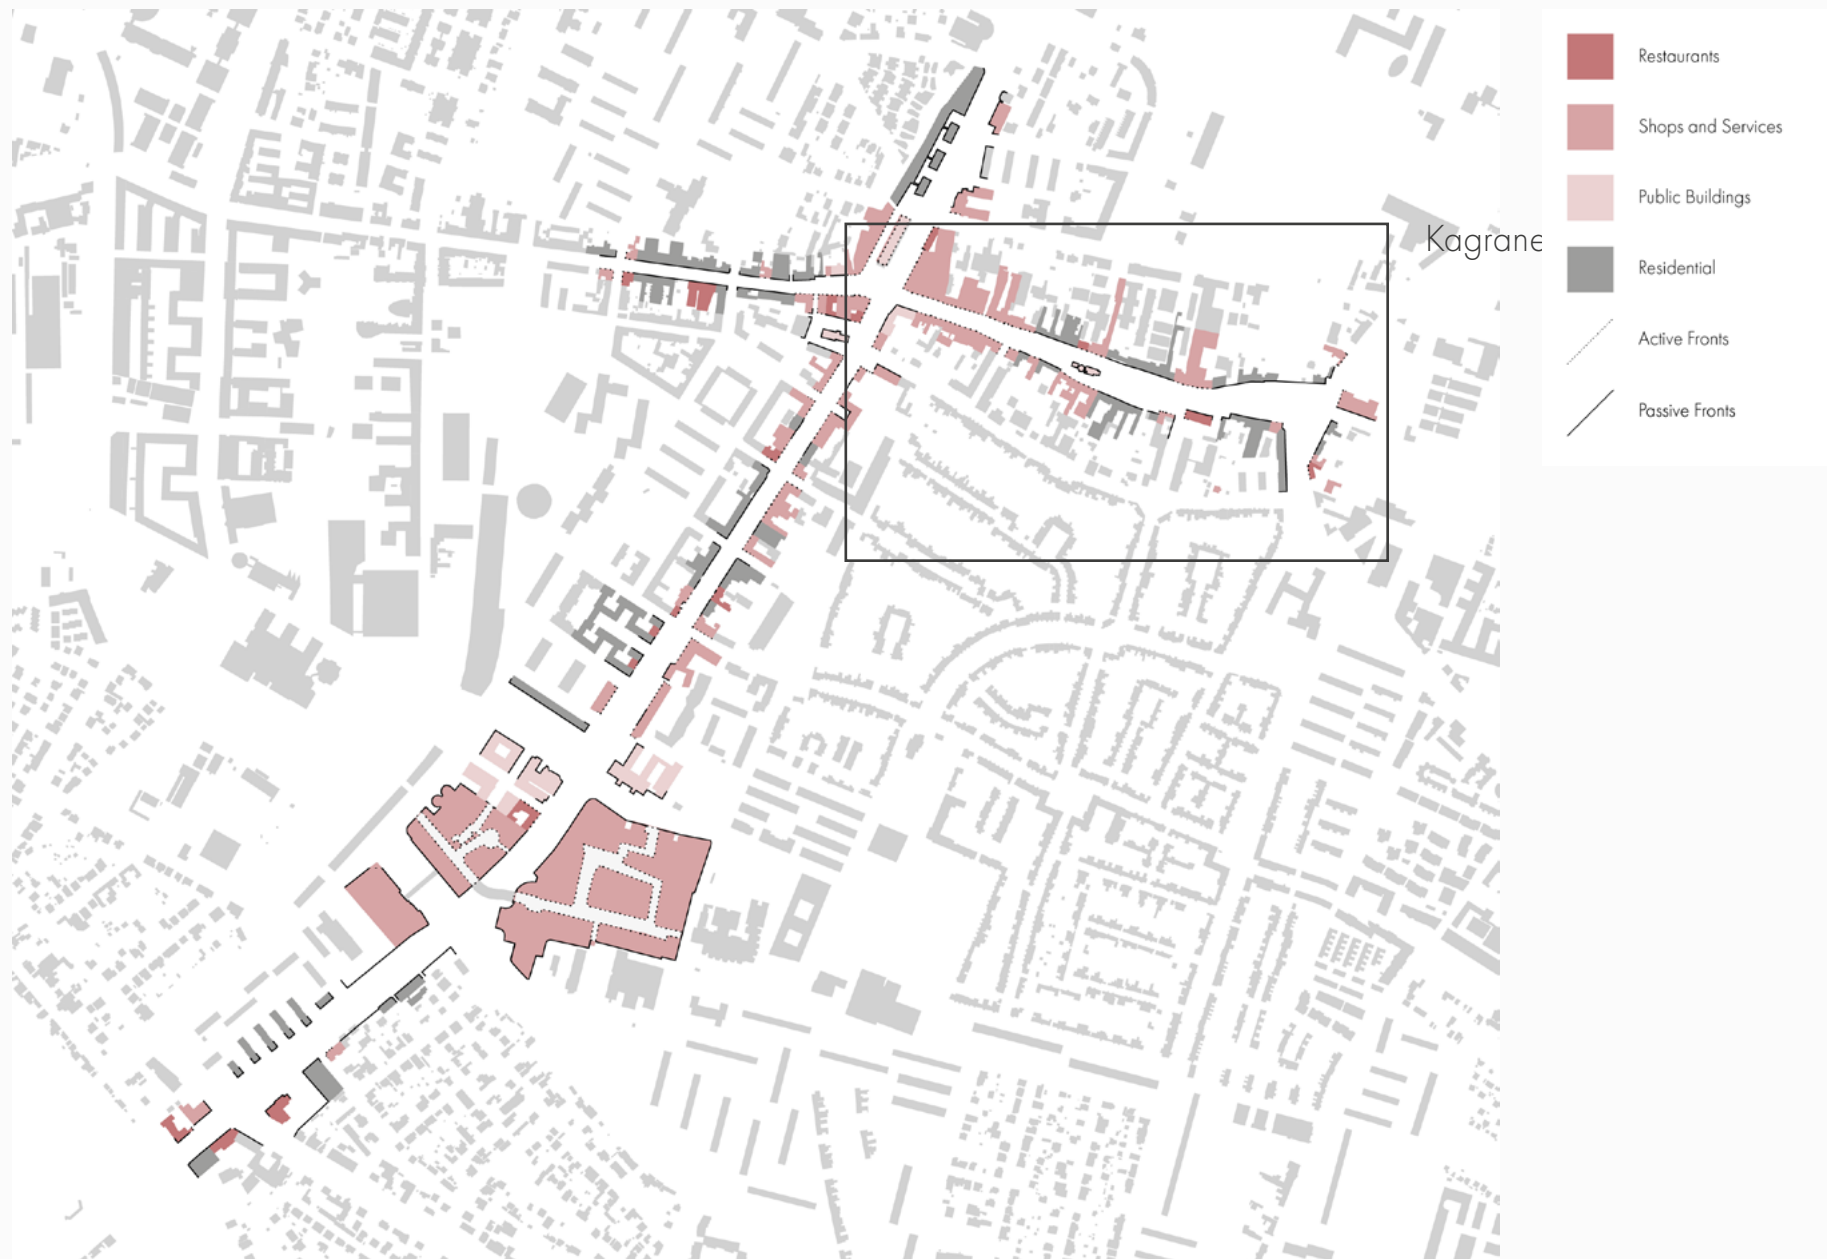 Restaurants
Shops and Services
Public Buildings
Kagrane
Residential
Active Fronts
Passive Fronts